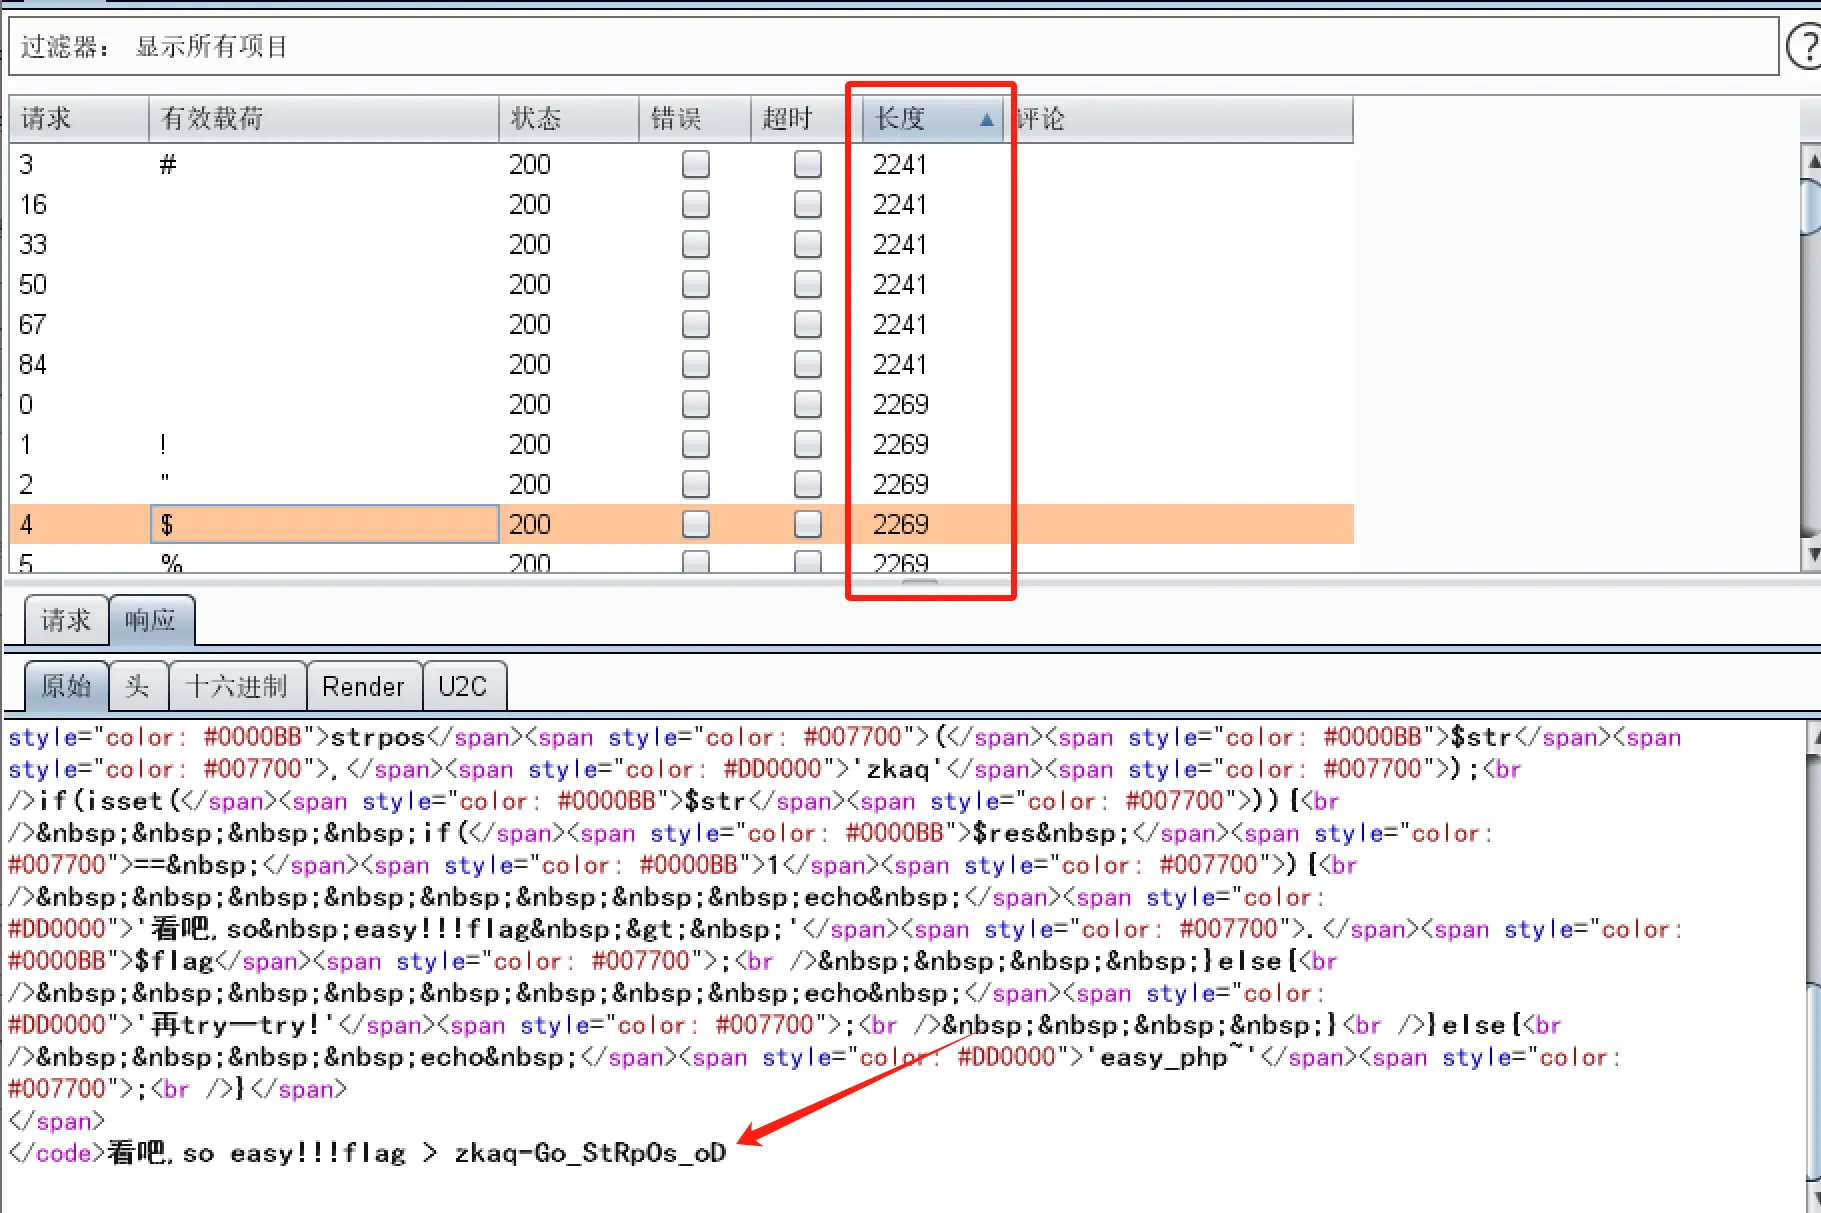 过滤器： 显示所有项目
?
请求 有效载荷 状态 错误 超时 长度 评论
3 # 200 2241
16 200 2241
33 200 2241
50 200 2241
67 200 2241
84 200 2241
0 200 2269
1 ! 200 2269
2 " 200 2269
4 $ 200 2269
5 % 200 2269
请求 响应
原始 头 十六进制 Render U2C
style="color: #0000BB">strpos</span><span style="color: #007700">(</span><span style="color: #0000BB">$str</span><span
style="color: #007700">,</span><span style="color: #DD0000">'zkaq'</span><span style="color: #007700">);<br
/>if(isset(</span><span style="color: #0000BB">$str</span><span style="color: #007700">)){<br
/>&nbsp;&nbsp;&nbsp;&nbsp;if(</span><span style="color: #0000BB">$res&nbsp;</span><span style="color:
#007700">==&nbsp;</span><span style="color: #0000BB">1</span><span style="color: #007700">){<br
/>&nbsp;&nbsp;&nbsp;&nbsp;&nbsp;&nbsp;&nbsp;&nbsp;echo&nbsp;</span><span style="color:
#DD0000">'看吧,so&nbsp;easy!!!flag&nbsp;&gt;&nbsp;'</span><span style="color: #007700">.</span><span style="color:
#0000BB">$flag</span><span style="color: #007700">;<br />&nbsp;&nbsp;&nbsp;&nbsp;}else{<br
/>&nbsp;&nbsp;&nbsp;&nbsp;&nbsp;&nbsp;&nbsp;&nbsp;echo&nbsp;</span><span style="color:
#DD0000">'再try一try!'</span><span style="color: #007700">;<br />&nbsp;&nbsp;&nbsp;&nbsp;}<br />}else{<br
/>&nbsp;&nbsp;&nbsp;&nbsp;echo&nbsp;</span><span style="color: #DD0000">'easy_php~'</span><span style="color:
#007700">;<br />}</span>
</span>
</code>看吧,so easy!!!flag > zkaq-Go_StRpOs_oD